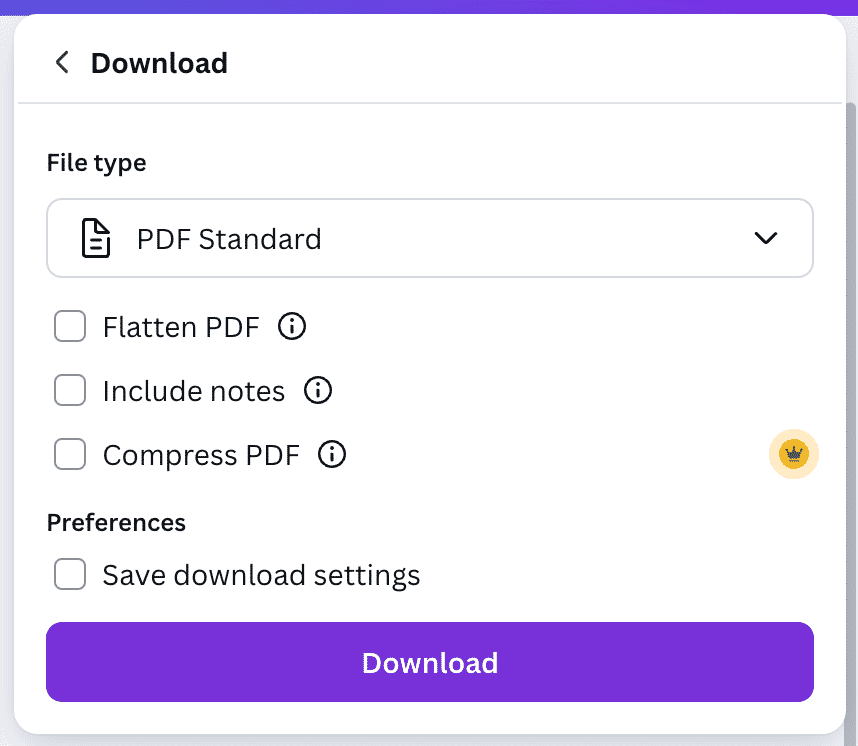 Download
File type
PDF Standard
Flatten PDF
Include notes
Compress PDF
Preferences
Save download settings
Download